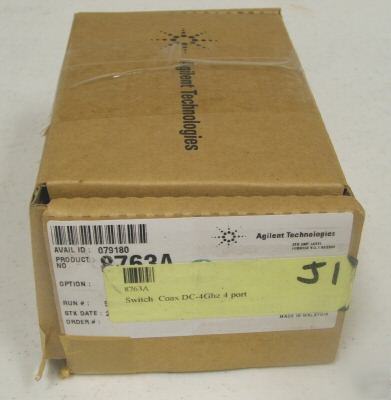 Agilent Technologies
AVAIL ID: 079180
Agilent Technologies
PRODUCT NO 8763A
OPTION:
8763A
Switch Coax DC-4Ghz 4 port
J1
RUN #:
STX DATE:
ORDER #:
MADE IN MALAYSIA